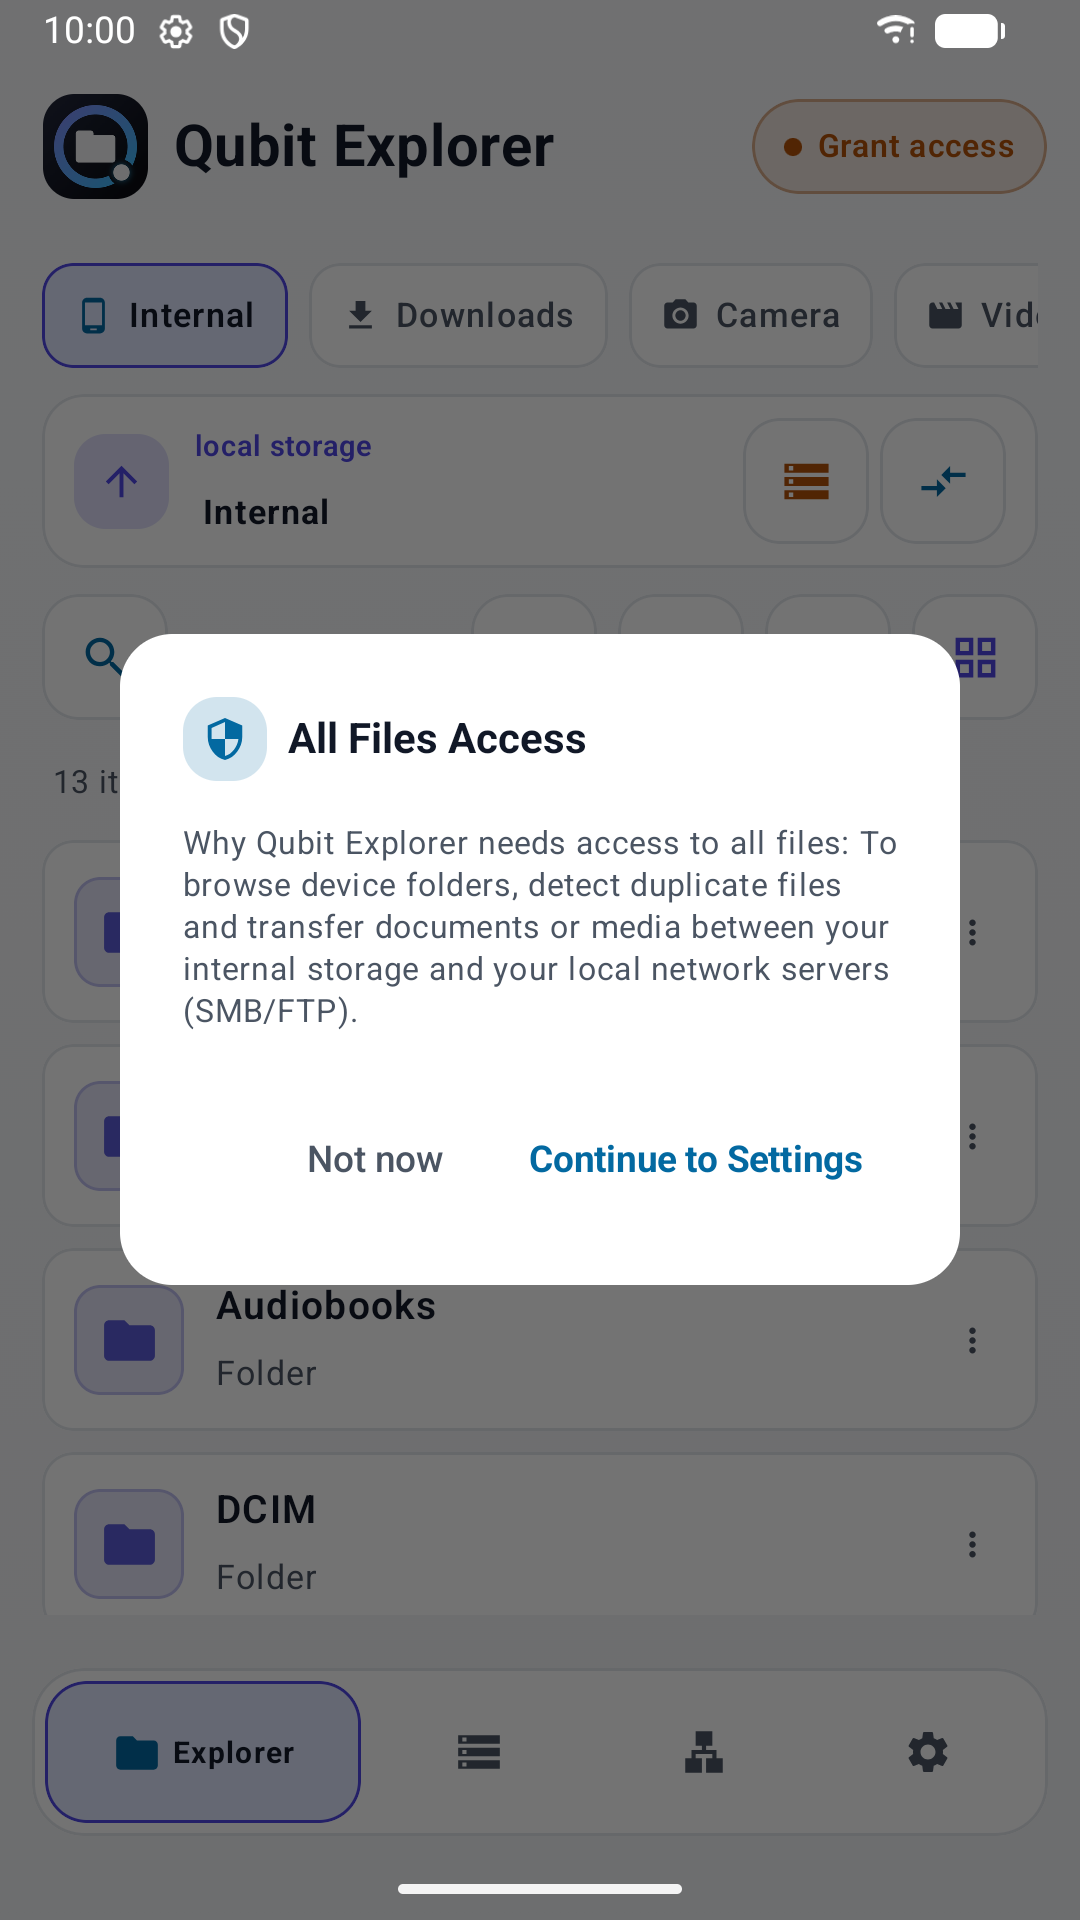 10:00
Qubit Explorer
Grant access
Internal
Downloads
Camera
local storage
Internal
All Files Access
Why Qubit Explorer needs access to all files: To
browse device folders, detect duplicate files
and transfer documents or media between your
internal storage and your local network servers
(SMB/FTP).
Not now
Continue to Settings
13
Audiobooks
Folder
DCIM
Folder
Explorer